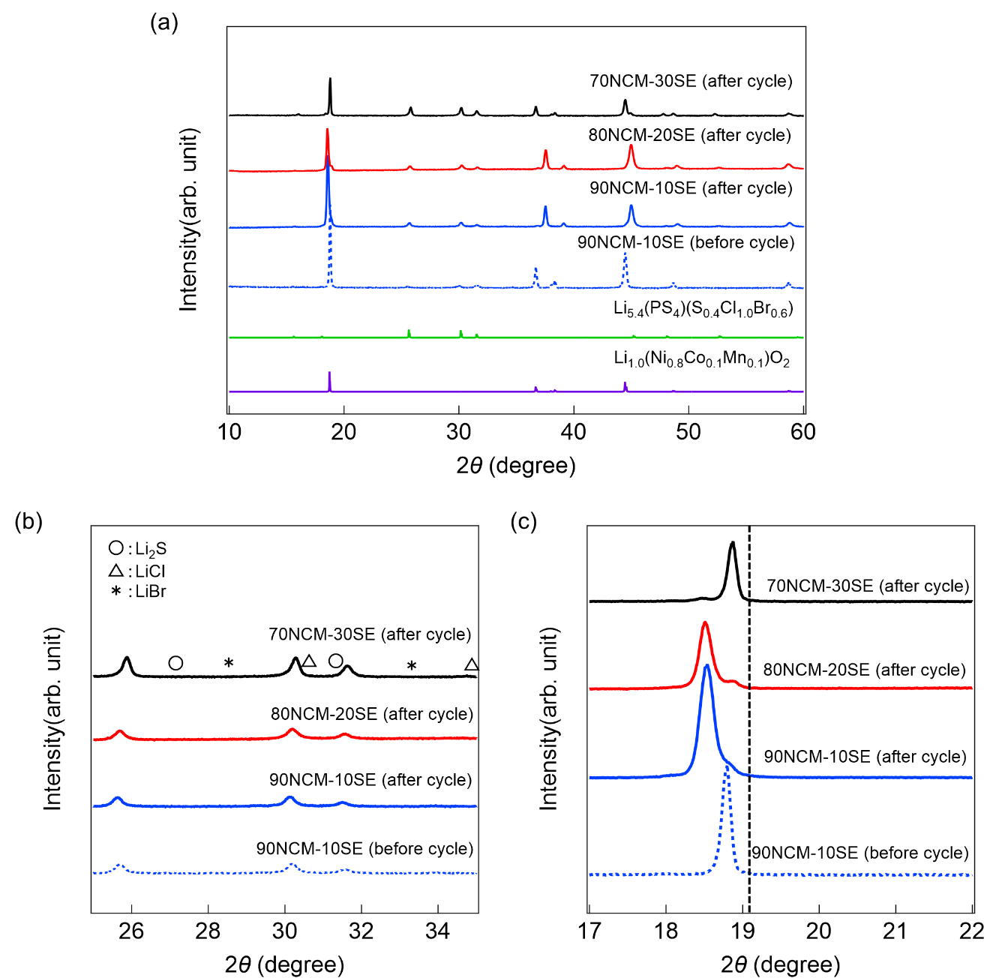 (a)
70NCM-30SE (after cycle)
80NCM-20SE (after cycle)
90NCM-10SE (after cycle)
90NCM-10SE (before cycle)
Li5.4(PS4)(S0.4Cl1.0Br0.6)
Li1.0(Ni0.8Co0.1Mn0.1)O2
Intensity(arb. unit)
10 20 30 40 50 60
2θ (degree)
(b)
○ : Li2S
△ : LiCl
* : LiBr
70NCM-30SE (after cycle)
80NCM-20SE (after cycle)
90NCM-10SE (after cycle)
90NCM-10SE (before cycle)
Intensity(arb. unit)
26 28 30 32 34
2θ (degree)
(c)
70NCM-30SE (after cycle)
80NCM-20SE (after cycle)
90NCM-10SE (after cycle)
90NCM-10SE (before cycle)
Intensity(arb. unit)
17 18 19 20 21 22
2θ (degree)